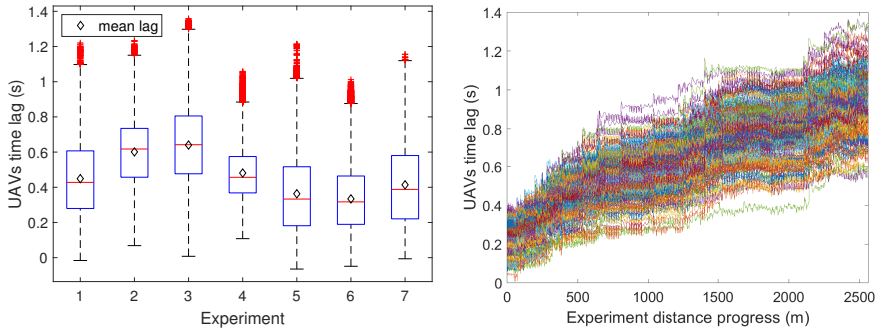 mean lag
UAVs time lag (s)
1.4
1.2
1
0.8
0.6
0.4
0.2
0
1 2 3 4 5 6 7
Experiment
UAVs time lag (s)
1.4
1.2
1
0.8
0.6
0.4
0.2
0
0 500 1000 1500 2000 2500
Experiment distance progress (m)